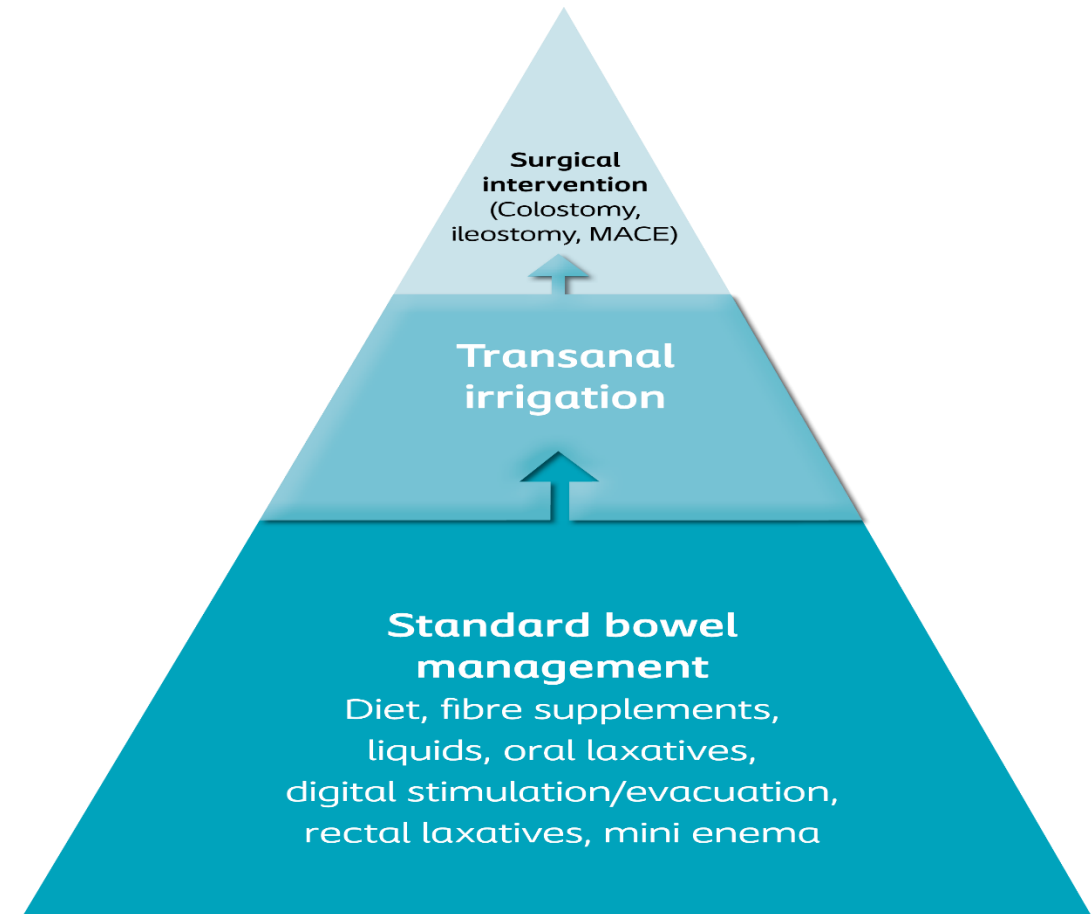 Surgical
intervention
(Colostomy,
ileostomy, MACE)
Transanal
irrigation
Standard bowel
management
Diet, fibre supplements,
liquids, oral laxatives,
digital stimulation/evacuation,
rectal laxatives, mini enema